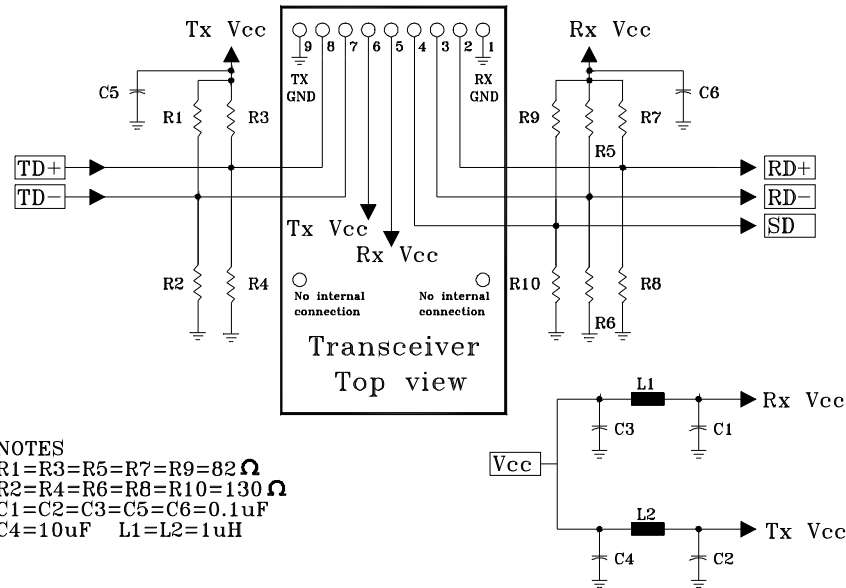 Tx Vcc
Rx Vcc
9 8 7 6 5 4 3 2 1
TX
GND
RX
GND
C5
R1
R3
R9
R5
R7
C6
TD+
TD-
RD+
RD-
SD
Tx Vcc
Rx Vcc
R2
R4
R10
R6
R8
No internal
connection
No internal
connection
Transceiver
Top view
L1
Rx Vcc
C3
C1
Vcc
L2
Tx Vcc
C4
C2
NOTES
R1=R3=R5=R7=R9=82Ω
R2=R4=R6=R8=R10=130Ω
C1=C2=C3=C5=C6=0.1uF
C4=10uF L1=L2=1uH